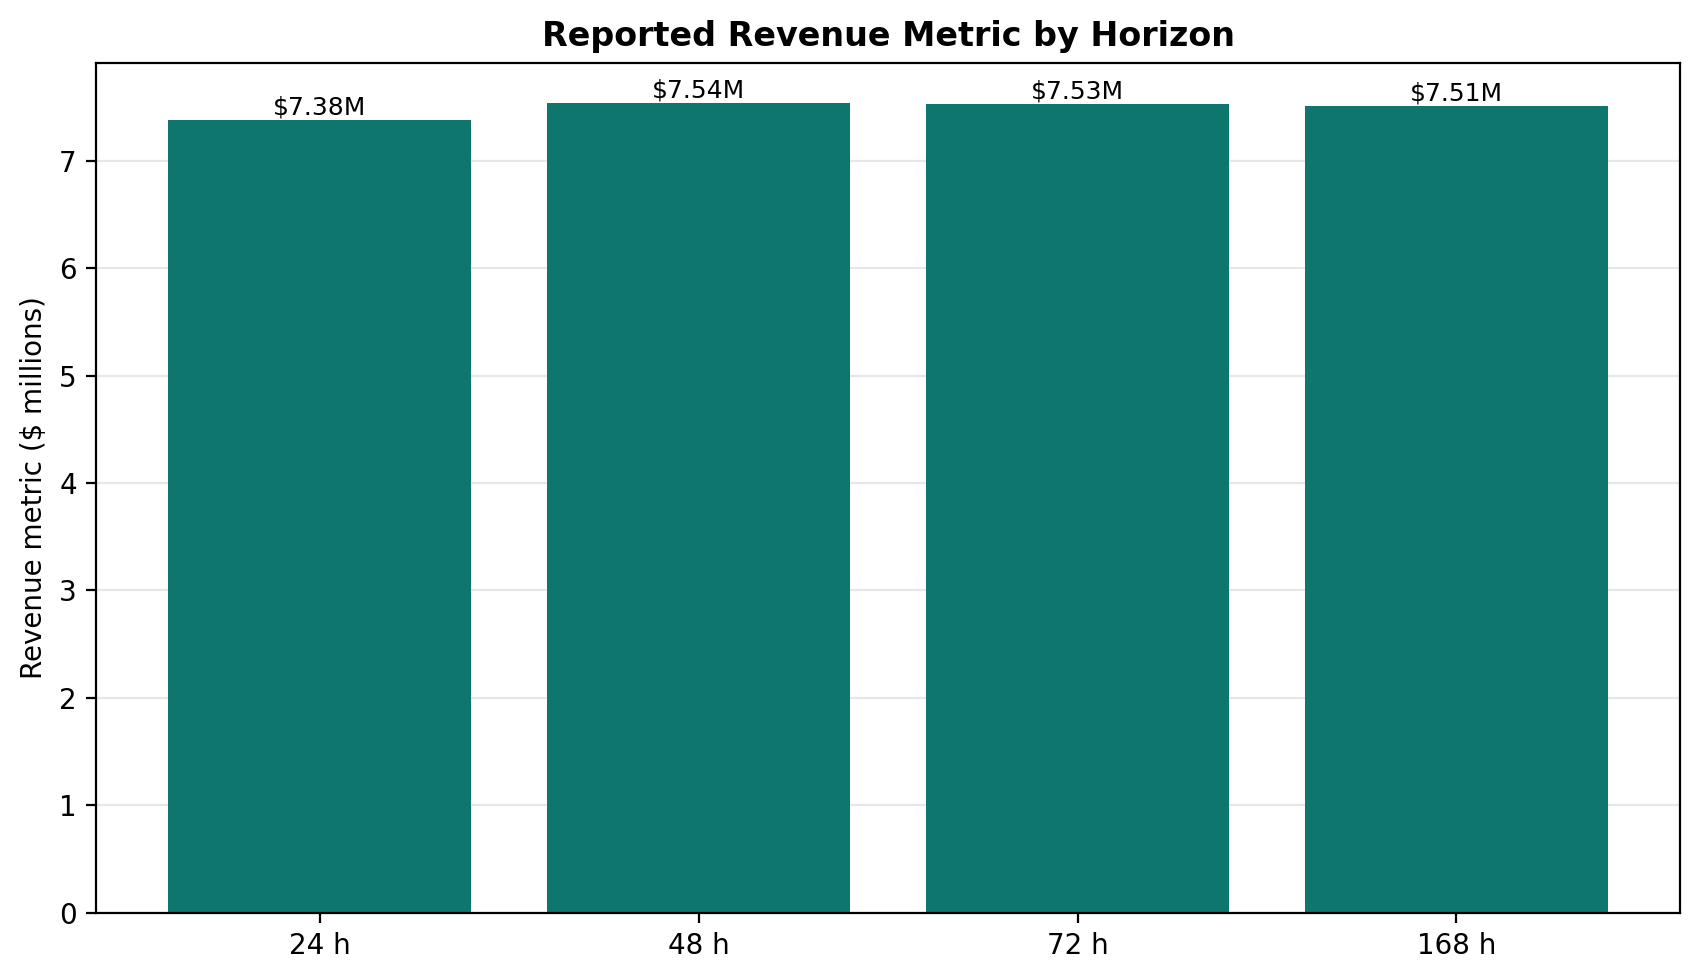 Reported Revenue Metric by Horizon
$7.38M
$7.54M
$7.53M
$7.51M
Revenue metric ($ millions)
7
6
5
4
3
2
1
0
24 h
48 h
72 h
168 h